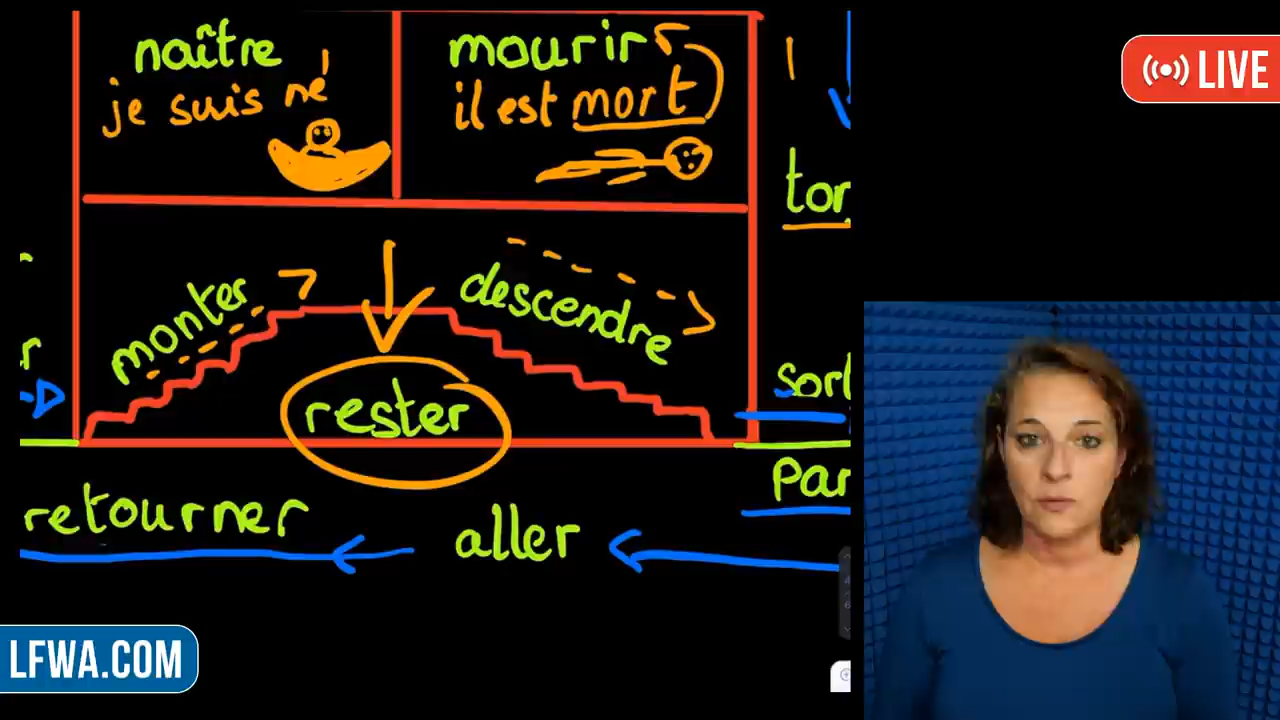 naître
je suis né
mourir
il est mort
LIVE
monter
descendre
rester
retourner
aller
LFWA.COM